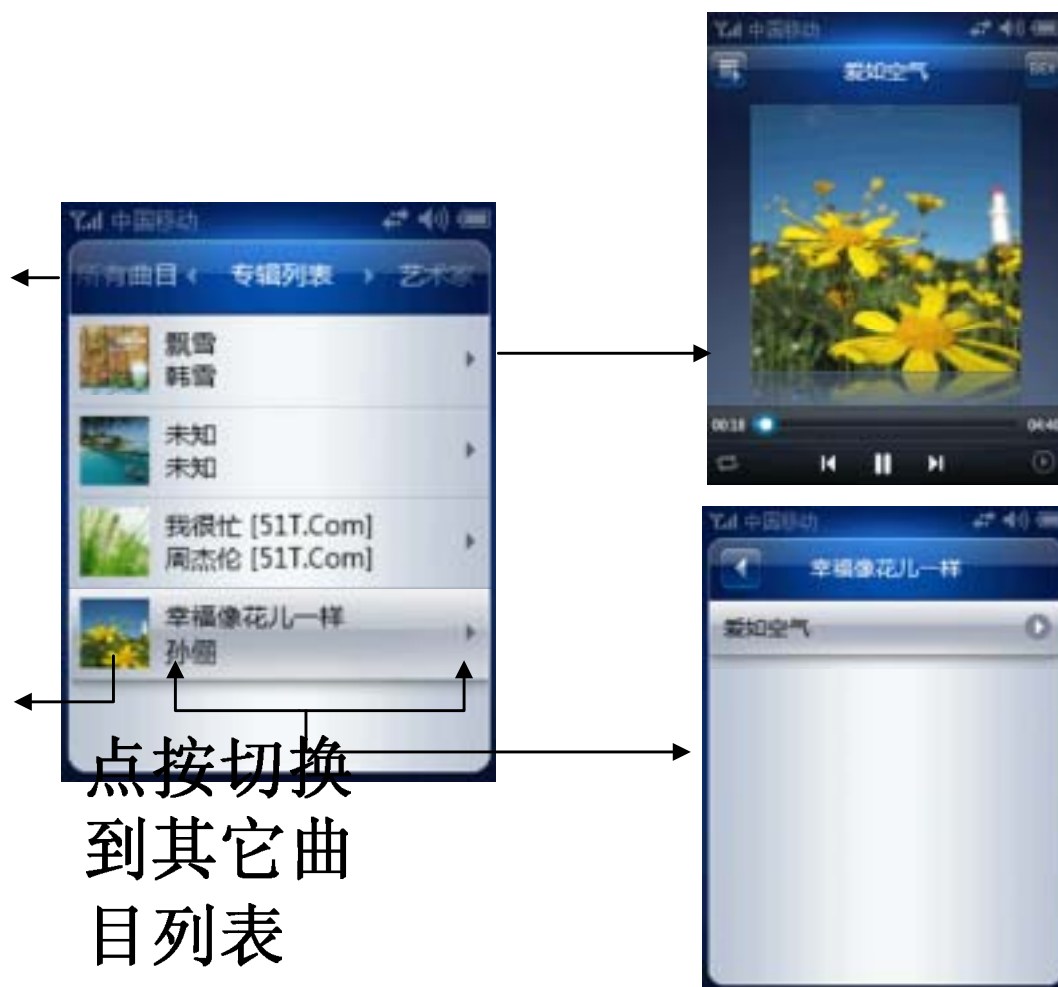 中国移动
所有曲目 专辑列表 艺术家
飘雪
韩雪
未知
未知
我很忙 [51T.Com]
周杰伦 [51T.Com]
幸福像花儿一样
孙俪
点按切换
到其它曲
目列表
中国移动
爱如空气
00:18
04:40
中国移动
幸福像花儿一样
爱如空气